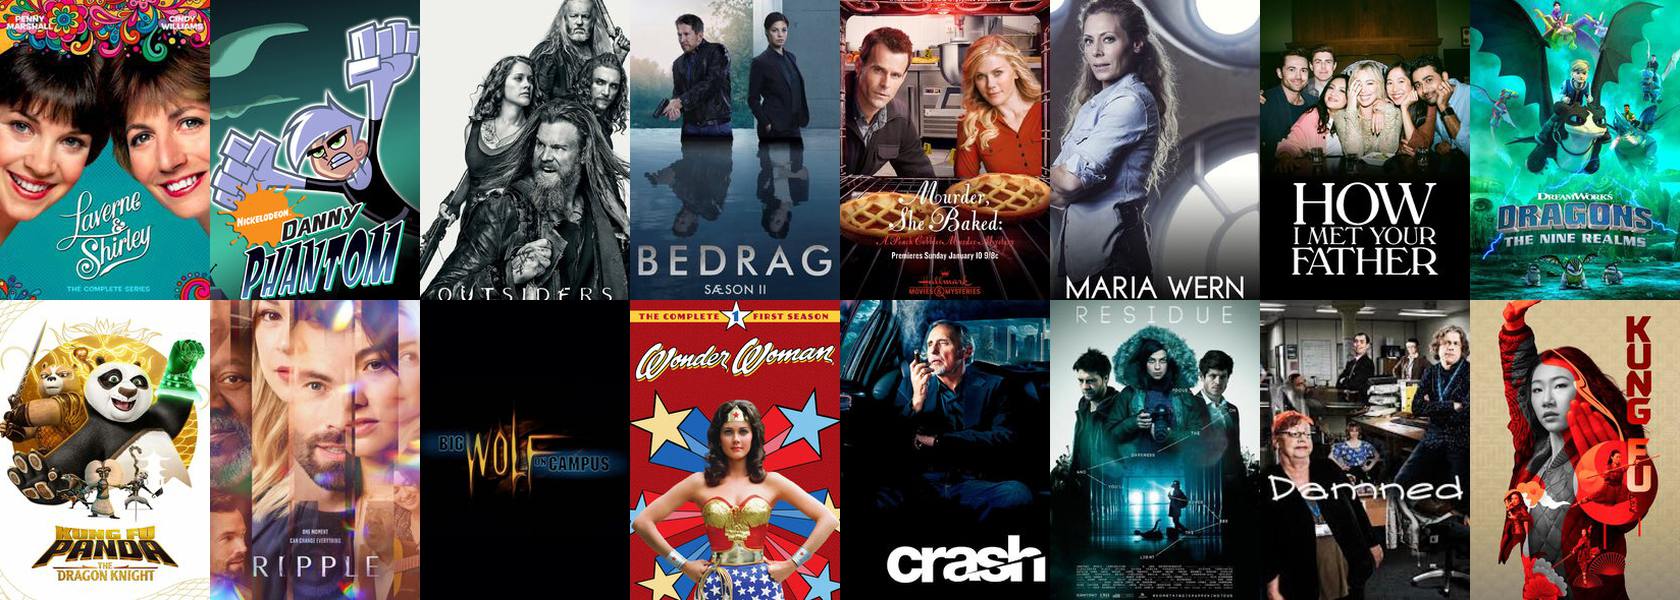 PENNY MARSHALL
CINDY WILLIAMS
Laverne & Shirley
THE COMPLETE SERIES
NICKELODEON
DANNY PHANTOM
OUTSIDERS
BEDRAG
SÆSON II
Murder, She Baked:
A Peach Cobbler Murder Mystery
Premieres Sunday January 10 9/8c
Hallmark
MOVIES & MYSTERIES
MARIA WERN
HOW
I MET YOUR
FATHER
DREAMWORKS
DRAGONS
THE NINE REALMS
KUNG FU
PANDA
THE
DRAGON KNIGHT
ONE MOMENT
CAN CHANGE EVERYTHING
RIPPLE
BIG WOLF ON CAMPUS
THE COMPLETE 1 FIRST SEASON
Wonder Woman
crash
RESIDUE
Damned
KUNG FU